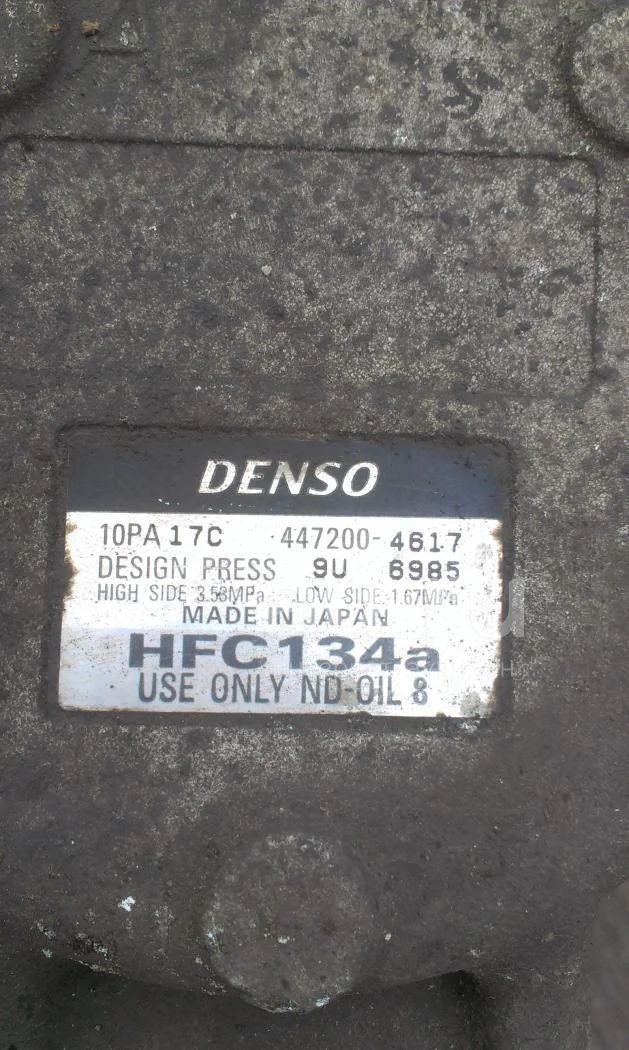 DENSO
10PA 17C 447200-4617
DESIGN PRESS 9U 6985
HIGH SIDE 3.53MPa LOW SIDE 1.67MPa
MADE IN JAPAN
HFC134a
USE ONLY ND-OIL 8